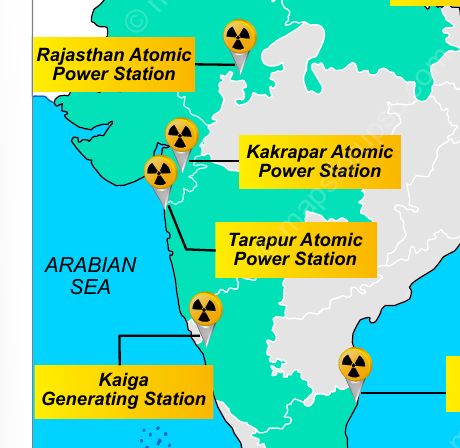 Rajasthan Atomic
Power Station
Kakrapar Atomic
Power Station
Tarapur Atomic
Power Station
ARABIAN
SEA
Kaiga
Generating Station